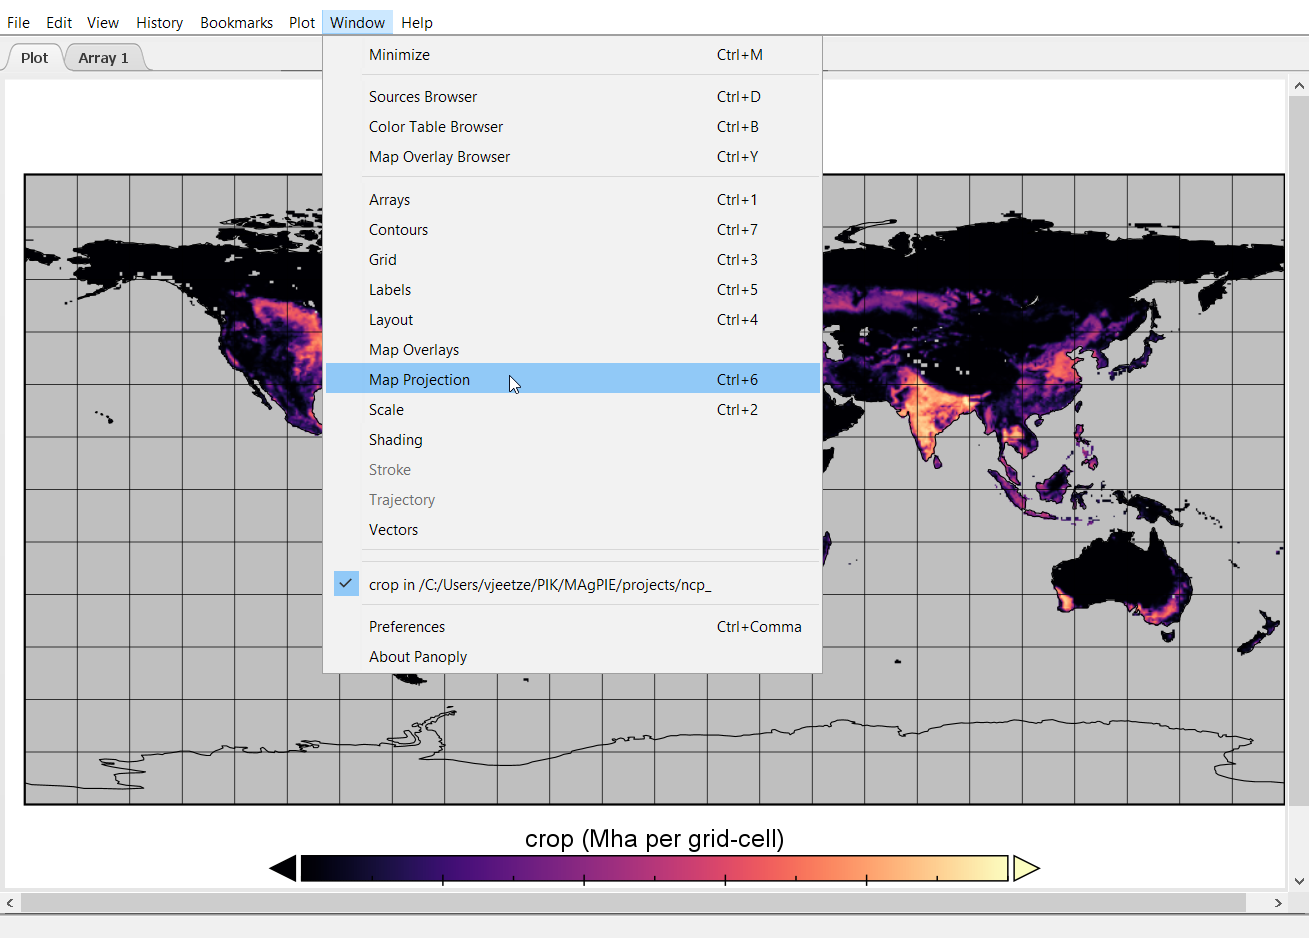 File Edit View History Bookmarks Plot Window Help
Plot Array 1
Minimize Ctrl+M
Sources Browser Ctrl+D
Color Table Browser Ctrl+B
Map Overlay Browser Ctrl+Y
Arrays Ctrl+1
Contours Ctrl+7
Grid Ctrl+3
Labels Ctrl+5
Layout Ctrl+4
Map Overlays
Map Projection Ctrl+6
Scale Ctrl+2
Shading
Stroke
Trajectory
Vectors
crop in /C:/Users/vjeetze/PIK/MAgPIE/projects/ncp_
Preferences Ctrl+Comma
About Panoply
crop (Mha per grid-cell)